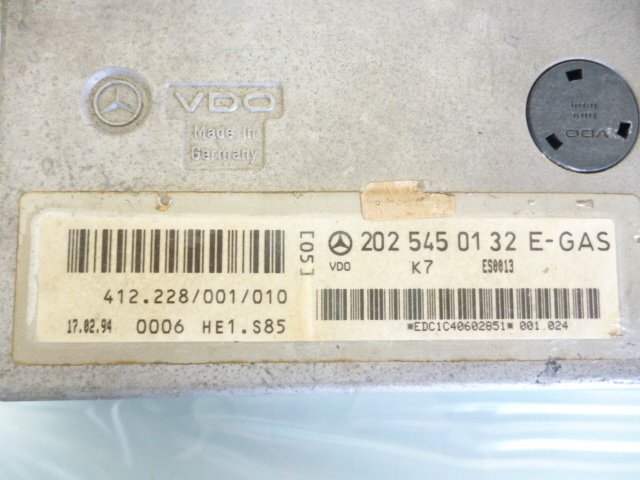 VDO
Made in
Germany
VDO
[05]
202 545 01 32 E-GAS
VDO K7 ES0013
412.228/001/010
17.02.94 0006 HE1.S85
*EDC1C40602851* 001.024